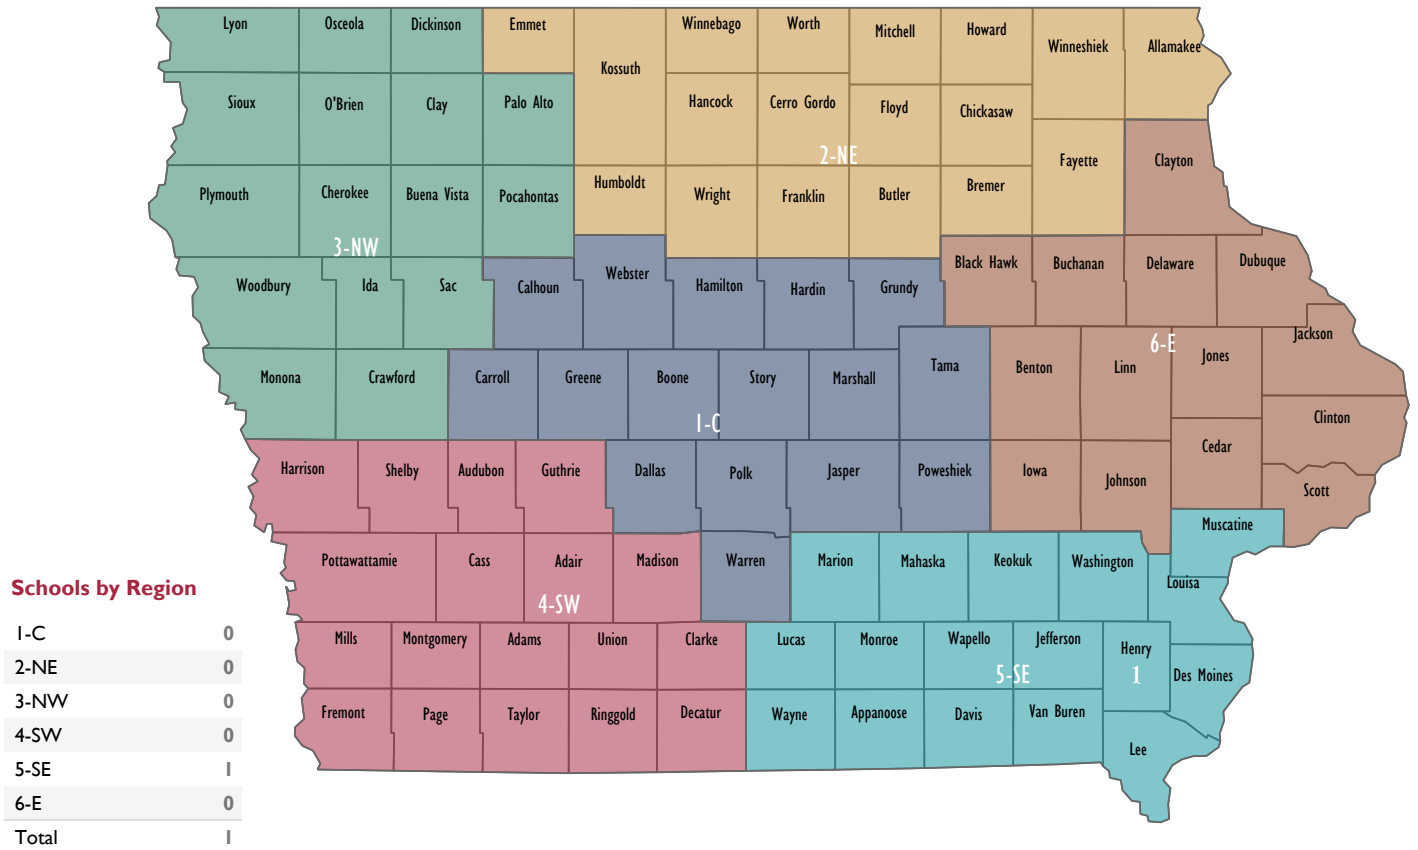 Lyon Osceola Dickinson Emmet Kossuth Winnebago Worth Mitchell Howard Winneshiek Allamakee
Sioux O'Brien Clay Palo Alto Hancock Cerro Gordo Floyd Chickasaw
2-NE
Plymouth Cherokee Buena Vista Pocahontas Humboldt Wright Franklin Butler Bremer Fayette Clayton
3-NW
Woodbury Ida Sac Calhoun Webster Hamilton Hardin Grundy Black Hawk Buchanan Delaware Dubuque
6-E
Monona Crawford Carroll Greene Boone Story Marshall Tama Benton Linn Jones Jackson
1-C
Harrison Shelby Audubon Guthrie Dallas Polk Jasper Poweshiek Iowa Johnson Cedar Clinton
Scott
Muscatine
Pottawattamie Cass Adair Madison Warren Marion Mahaska Keokuk Washington Louisa
4-SW
Mills Montgomery Adams Union Clarke Lucas Monroe Wapello Jefferson Henry Des Moines
5-SE
1
Fremont Page Taylor Ringgold Decatur Wayne Appanoose Davis Van Buren Lee
Schools by Region
1-C 0
2-NE 0
3-NW 0
4-SW 0
5-SE 1
6-E 0
Total 1